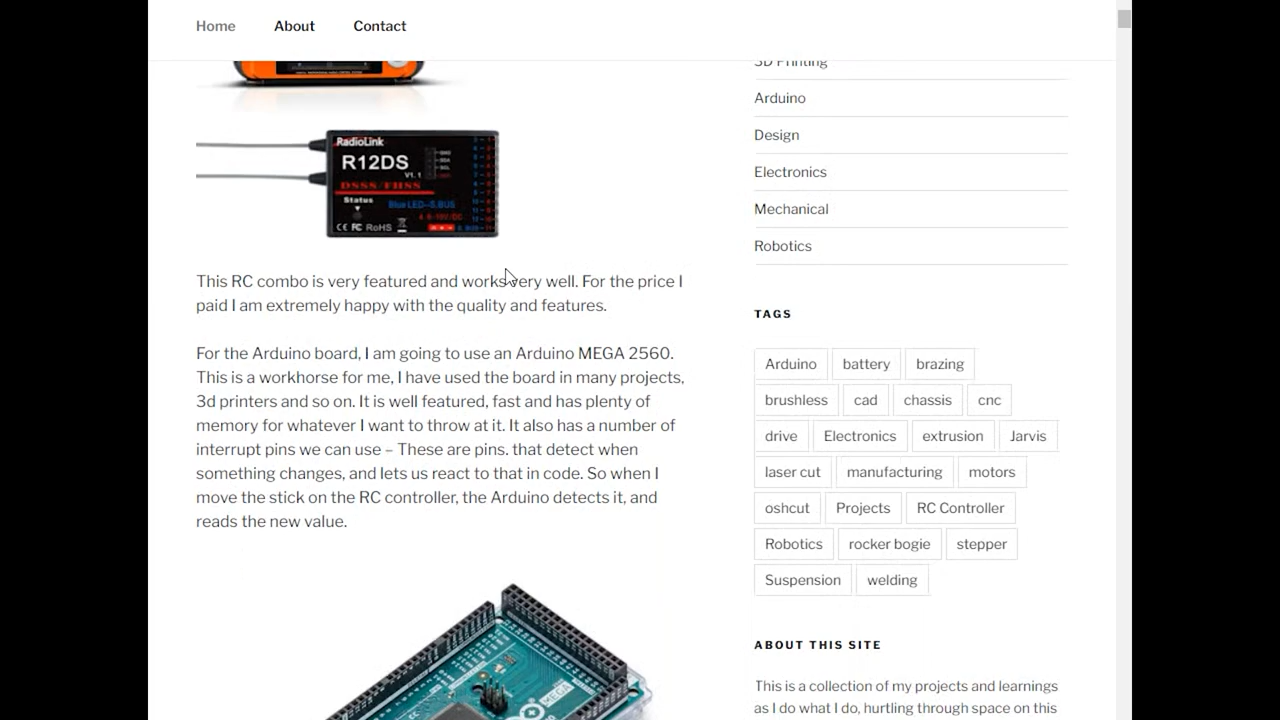 Home About Contact
RadioLink
R12DS
V1.1
DSSS/FHSS
Status
Blue LED--S.BUS
RoHS
This RC combo is very featured and works very well. For the price I
paid I am extremely happy with the quality and features.
For the Arduino board, I am going to use an Arduino MEGA 2560.
This is a workhorse for me, I have used the board in many projects,
3d printers and so on. It is well featured, fast and has plenty of
memory for whatever I want to throw at it. It also has a number of
interrupt pins we can use – These are pins. that detect when
something changes, and lets us react to that in code. So when I
move the stick on the RC controller, the Arduino detects it, and
reads the new value.
MEGA
3D Printing
Arduino
Design
Electronics
Mechanical
Robotics
TAGS
Arduino battery brazing
brushless cad chassis cnc
drive Electronics extrusion Jarvis
laser cut manufacturing motors
oshcut Projects RC Controller
Robotics rocker bogie stepper
Suspension welding
ABOUT THIS SITE
This is a collection of my projects and learnings
as I do what I do, hurtling through space on this